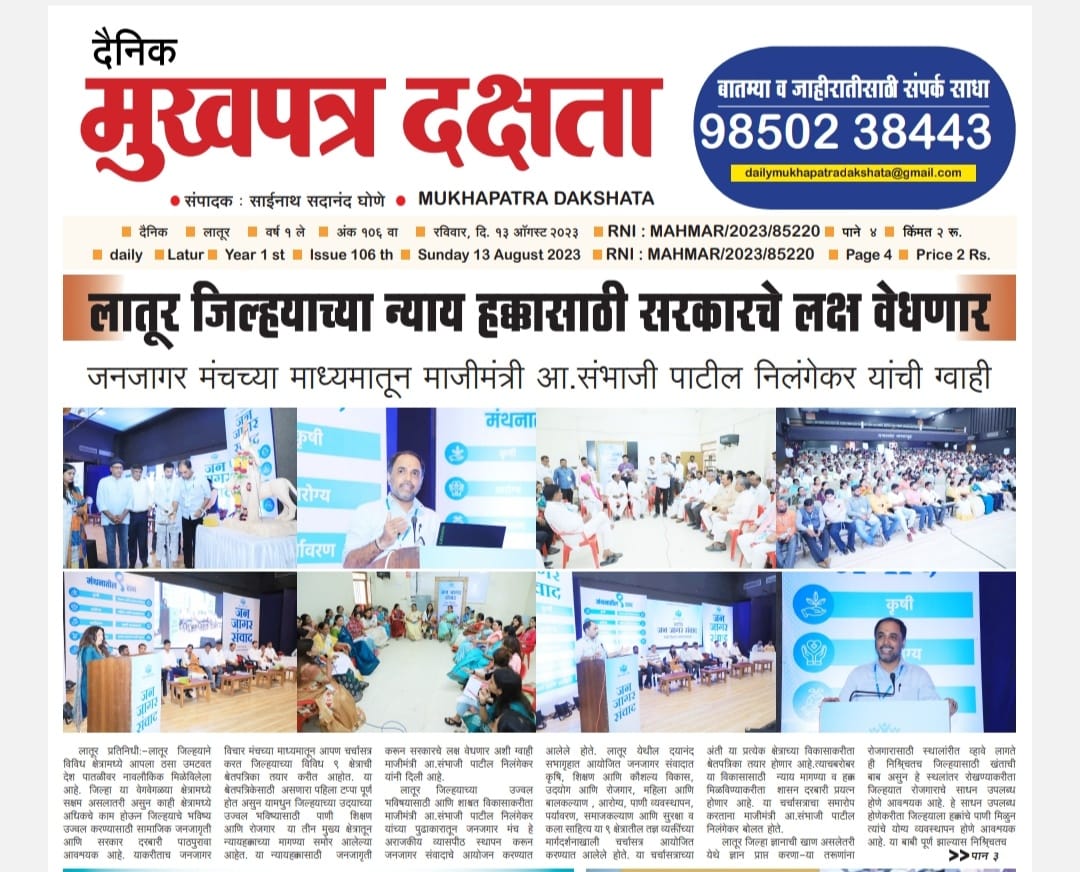 दैनिक
मुखपत्र दक्षता
बातम्या व जाहीरातीसाठी संपर्क साधा
98502 38443
dailymukhapatradakshata@gmail.com
● संपादक : साईनाथ सदानंद घोणे ● MUKHAPATRA DAKSHATA
दैनिक लातूर वर्ष १ ले अंक १०६ वा रविवार, दि. १३ ऑगस्ट २०२३ RNI : MAHMAR/2023/85220 पाने ४ किंमत २ रू.
daily Latur Year 1 st Issue 106 th Sunday 13 August 2023 RNI : MAHMAR/2023/85220 Page 4 Price 2 Rs.
लातूर जिल्हयाच्या न्याय हक्कासाठी सरकारचे लक्ष वेधणार
जनजागर मंचच्या माध्यमातून माजीमंत्री आ.संभाजी पाटील निलंगेकर यांची ग्वाही
जन
जागर
संवाद
कृषी
रोग्य
र्यावरण
मंथना
मंथनातील
जन
जागर
संवाद
जन
जागर
संवाद
जन जागर संवाद
जन
जागर
संवाद
कृषी
ग्य
लातूर प्रतिनिधी:-लातूर जिल्हयाने
विविध क्षेत्रामध्ये आपला ठसा उमटवत
देश पातळीवर नावलौकिक मिळेविलेला
आहे. जिल्हा या वेगवेगळया क्षेत्रामध्ये
सक्षम असलातरी असुन काही क्षेत्रामध्ये
अधिकचे काम होऊन जिल्हयाचे भविष्य
उज्वल करण्यासाठी सामाजिक जनजागृती
आणि सरकार दरबारी पाठपुरावा
आवश्यक आहे. याकरीताच जनजागर
विचार मंचच्या माध्यमातून आपण चर्चासत्र
करत जिल्हयाच्या विविध ९ क्षेत्राची
श्वेतपत्रिका तयार करीत आहोत. या
श्वेतपत्रिकेसाठी असणारा पहिला टप्पा पूर्ण
होत असुन यामधुन जिल्हयाच्या उदयाच्या
उज्वल भविष्यासाठी पाणी शिक्षण
आणि रोजगार या तीन मुख्य क्षेत्रातून
न्यायहक्काच्या मागण्या समोर आलेल्या
आहेत. या न्यायहक्कासाठी जनजागृती
करून सरकारचे लक्ष वेधणार अशी ग्वाही
माजीमंत्री आ.संभाजी पाटील निलंगेकर
यांनी दिली आहे.
लातूर जिल्हयाच्या उज्वल
भविष्यासाठी आणि शाश्वत विकासाकरीता
माजीमंत्री आ.संभाजी पाटील निलंगेकर
यांच्या पुढाकारातून जनजगार मंच हे
अराजकीय व्यासपीठ स्थापन करून
जनजागर संवादाचे आयोजन करण्यात
आलेले होते. लातूर येथील दयानंद
सभागृहात आयोजित जनजागर संवादात
कृषि, शिक्षण आणि कौशल्य विकास,
उदयोग आणि रोजगार, महिला आणि
बालकल्याण , आरोग्य, पाणी व्यवस्थापन,
पर्यावरण, समाजकल्याण आणि सुरक्षा व
कला साहित्य या ९ क्षेत्रातील तज्ञ व्यक्तींच्या
मार्गदर्शनाखाली चर्चासत्र आयोजित
करण्यात आलेले होते. या चर्चासत्राच्या
अंती या प्रत्येक क्षेत्राच्या विकासाकरीता
श्वेतपत्रिका तयार होणार आहे.त्याचबरोबर
या विकासासाठी न्याय मागण्या व हक्क
मिळविण्याकरीता शासन दरबारी प्रयत्न
होणार आहे. या चर्चासत्राचा समारोप
करताना माजीमंत्री आ.संभाजी पाटील
निलंगेकर बोलत होते.
लातूर जिल्हा ज्ञानाची खाण असलेतरी
येथे ज्ञान प्राप्त करणा-या तरूणांना
रोजगारासाठी स्थालांरीत व्हावे लागते
ही निश्र्चितच जिल्हयासाठी खंताची
बाब असुन हे स्थलांतर रोखण्याकरीता
जिल्हयात रोजगाराचे साधन उपलब्ध
होणे आवश्यक आहे. हे साधन उपलब्ध
होणेकरीता जिल्हयाला हक्कांचे पाणी मिळुन
त्यांचे योग्य व्यवस्थापन होणे आवश्यक
आहे. या बाबी पूर्ण झाल्यास निश्र्चितच
>>पान ३